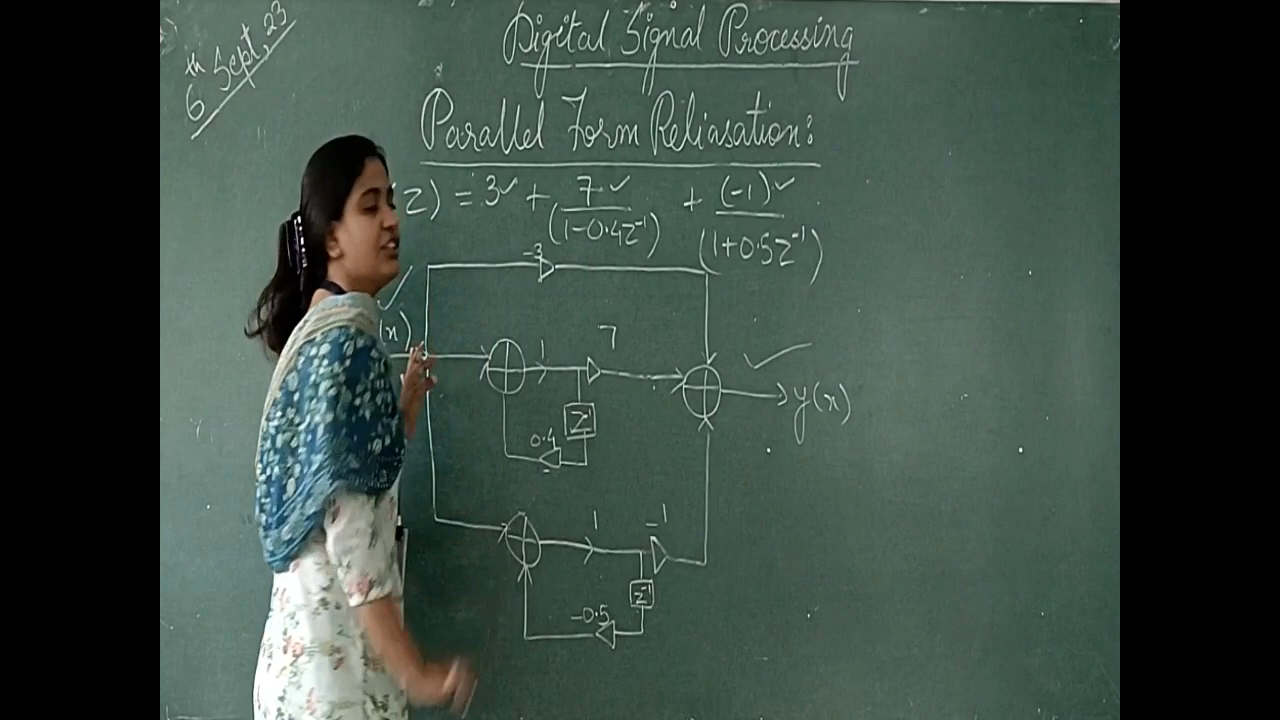 6th Sept, 23
Digital Signal Processing
Parallel Form Reliasation:
z) = 3 + 7/(1-0.4z⁻¹) + (-1)/(1+0.5z⁻¹)
-3
(x)
1
7
z⁻¹
0.4
y(x)
1
-1
z⁻¹
-0.5